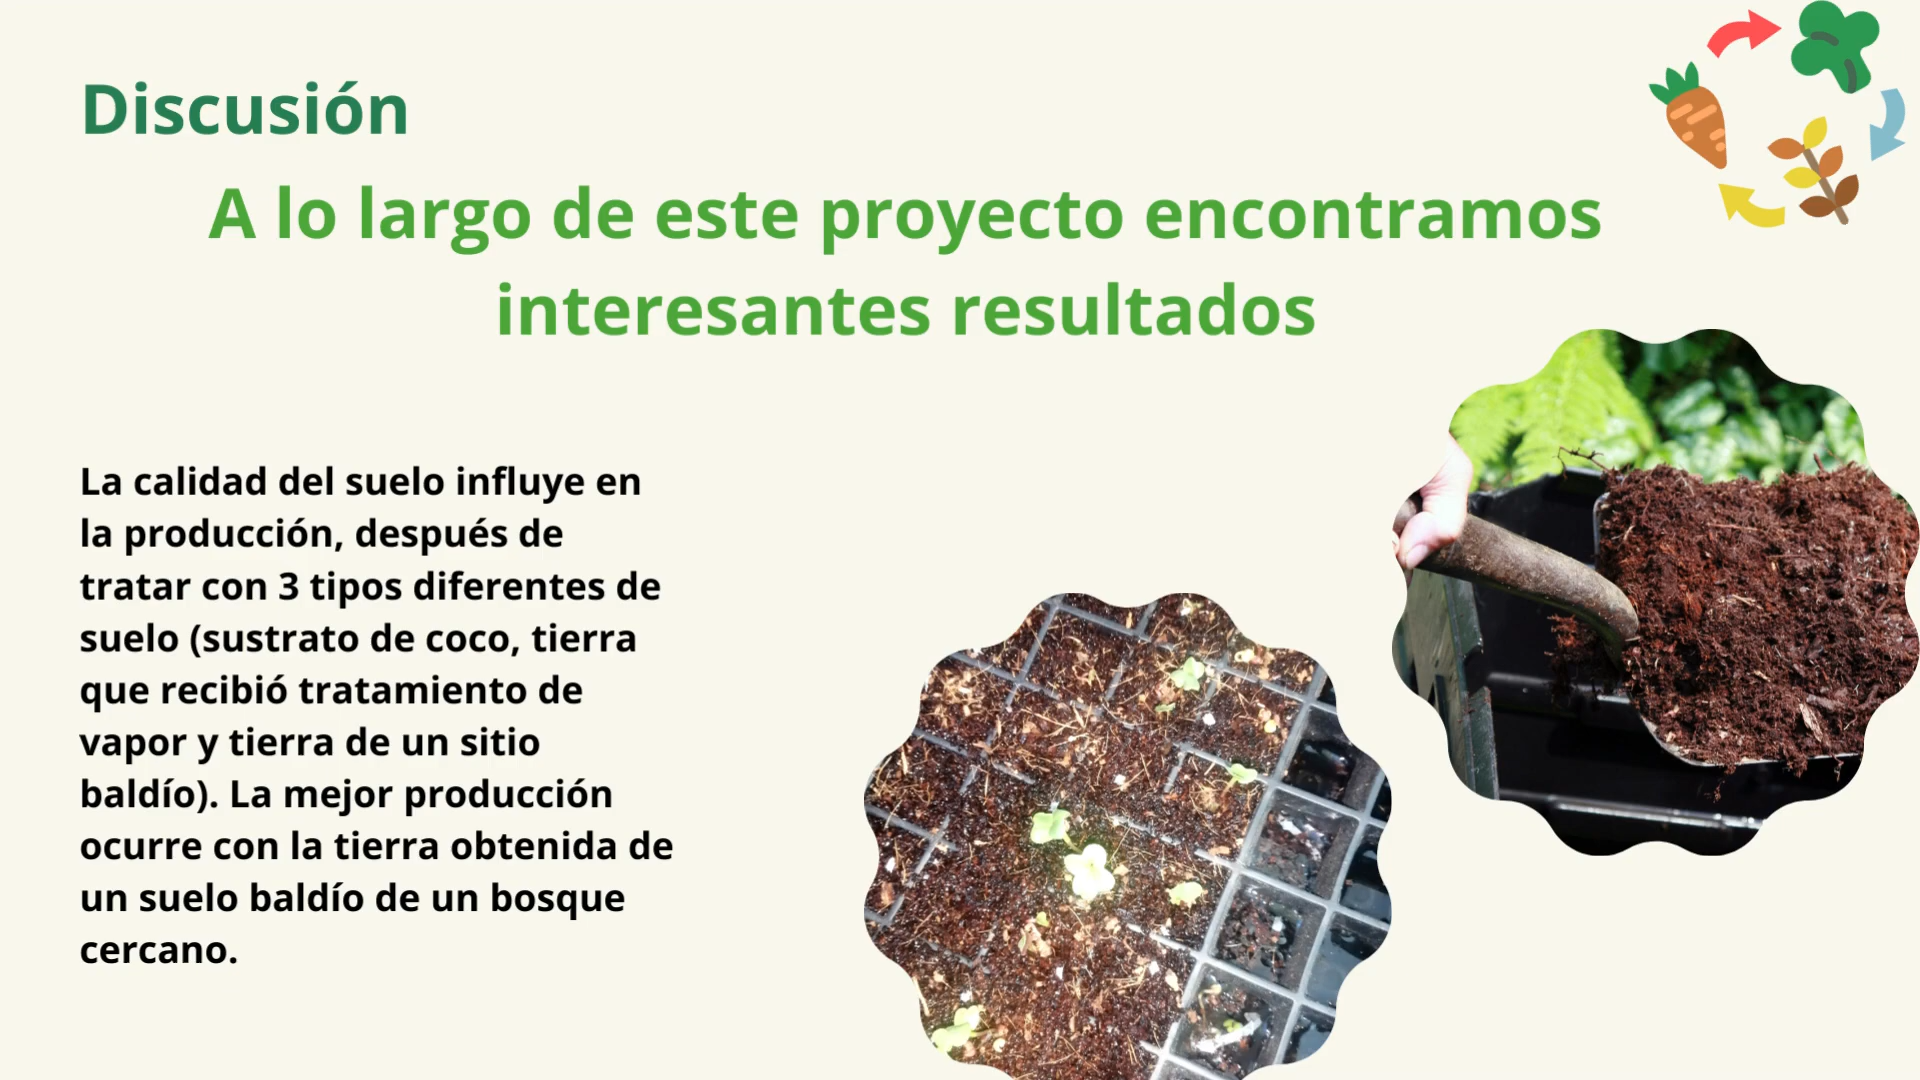 Discusión
A lo largo de este proyecto encontramos
interesantes resultados
La calidad del suelo influye en
la producción, después de
tratar con 3 tipos diferentes de
suelo (sustrato de coco, tierra
que recibió tratamiento de
vapor y tierra de un sitio
baldío). La mejor producción
ocurre con la tierra obtenida de
un suelo baldío de un bosque
cercano.